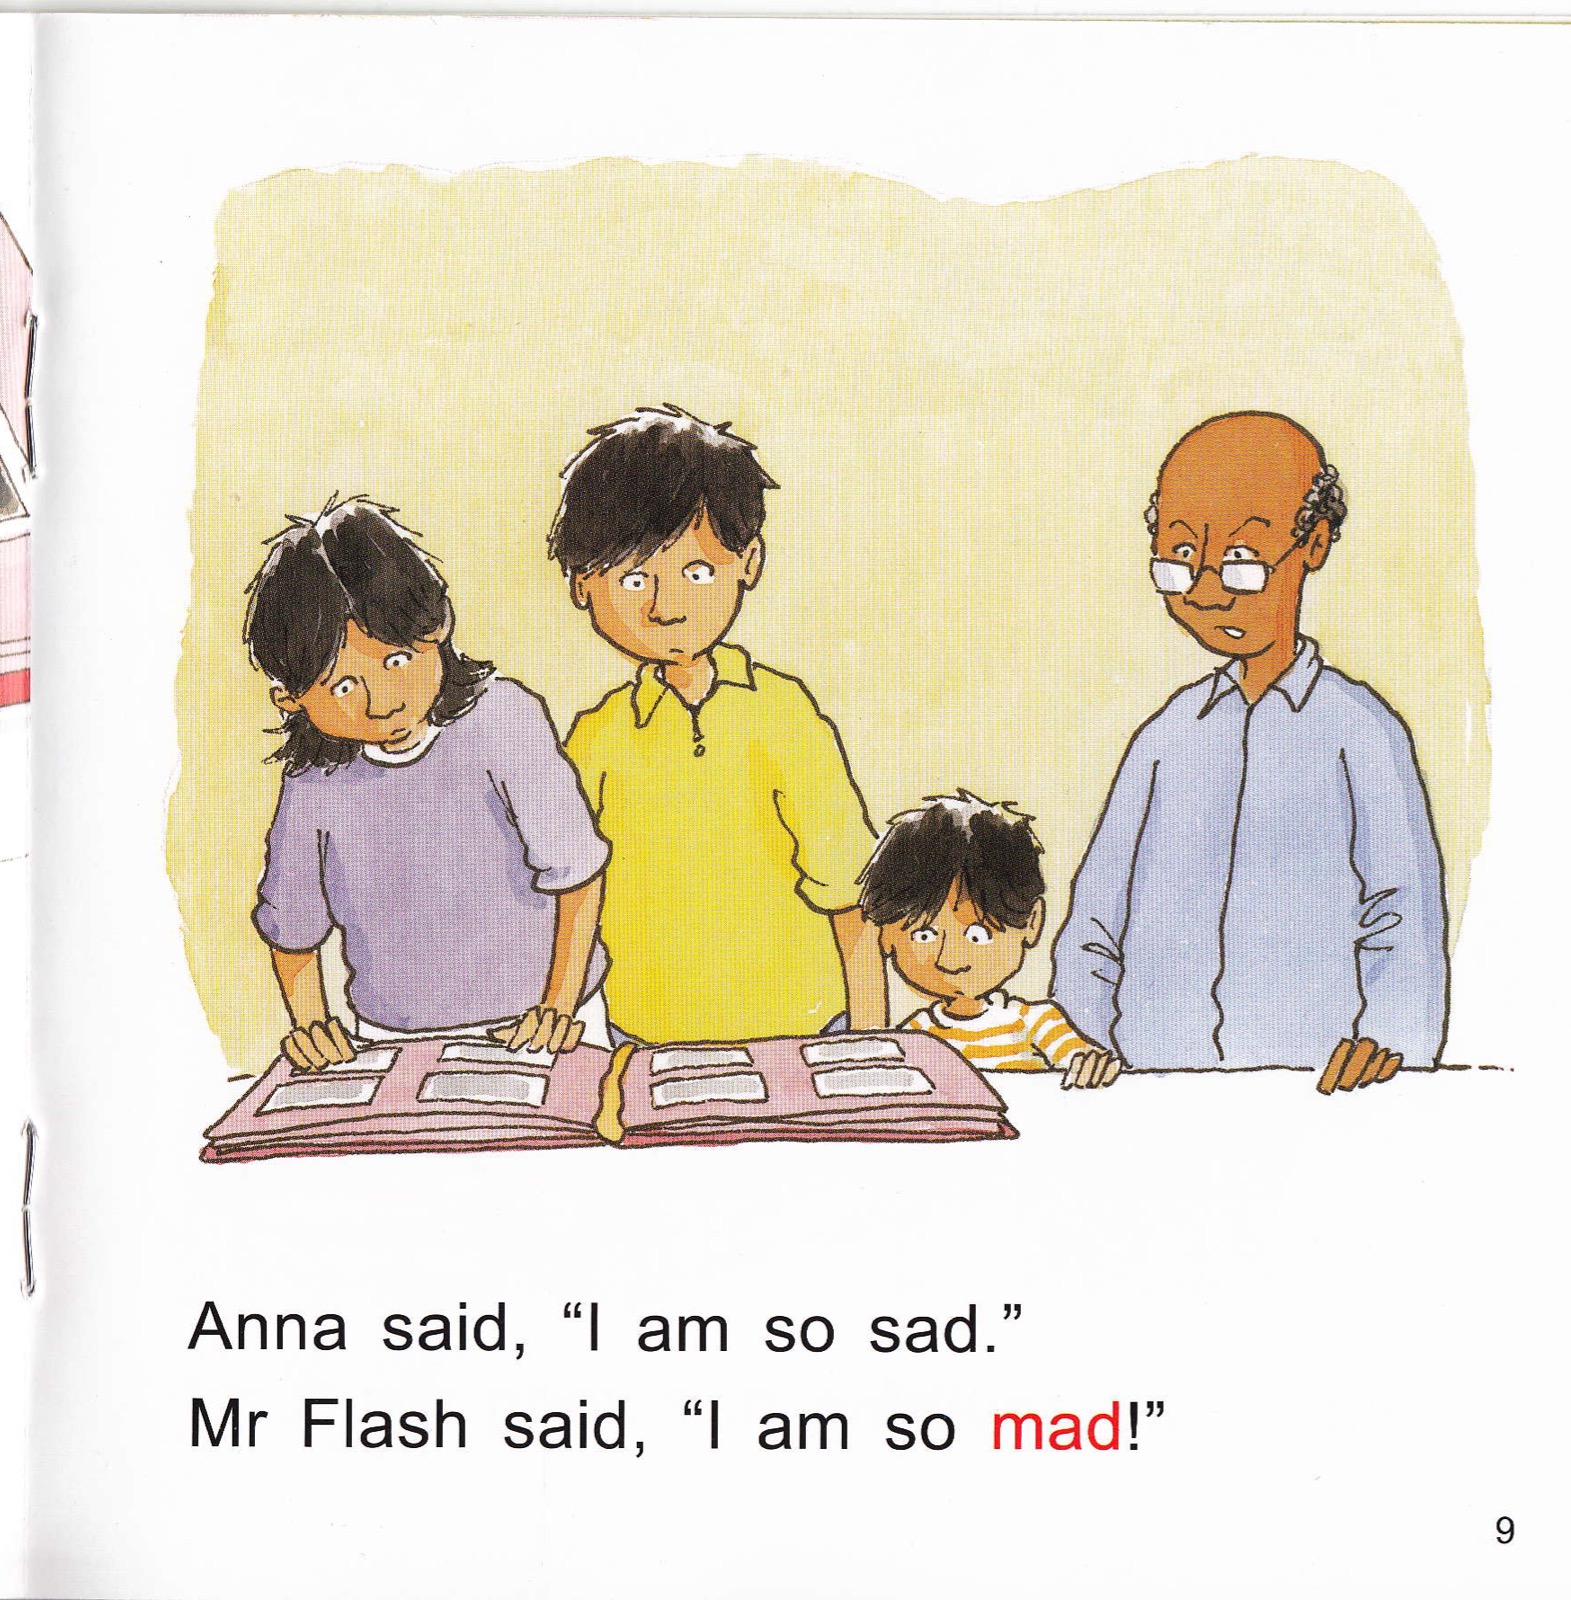 Anna said, “I am so sad.”
Mr Flash said, “I am so mad!”
9